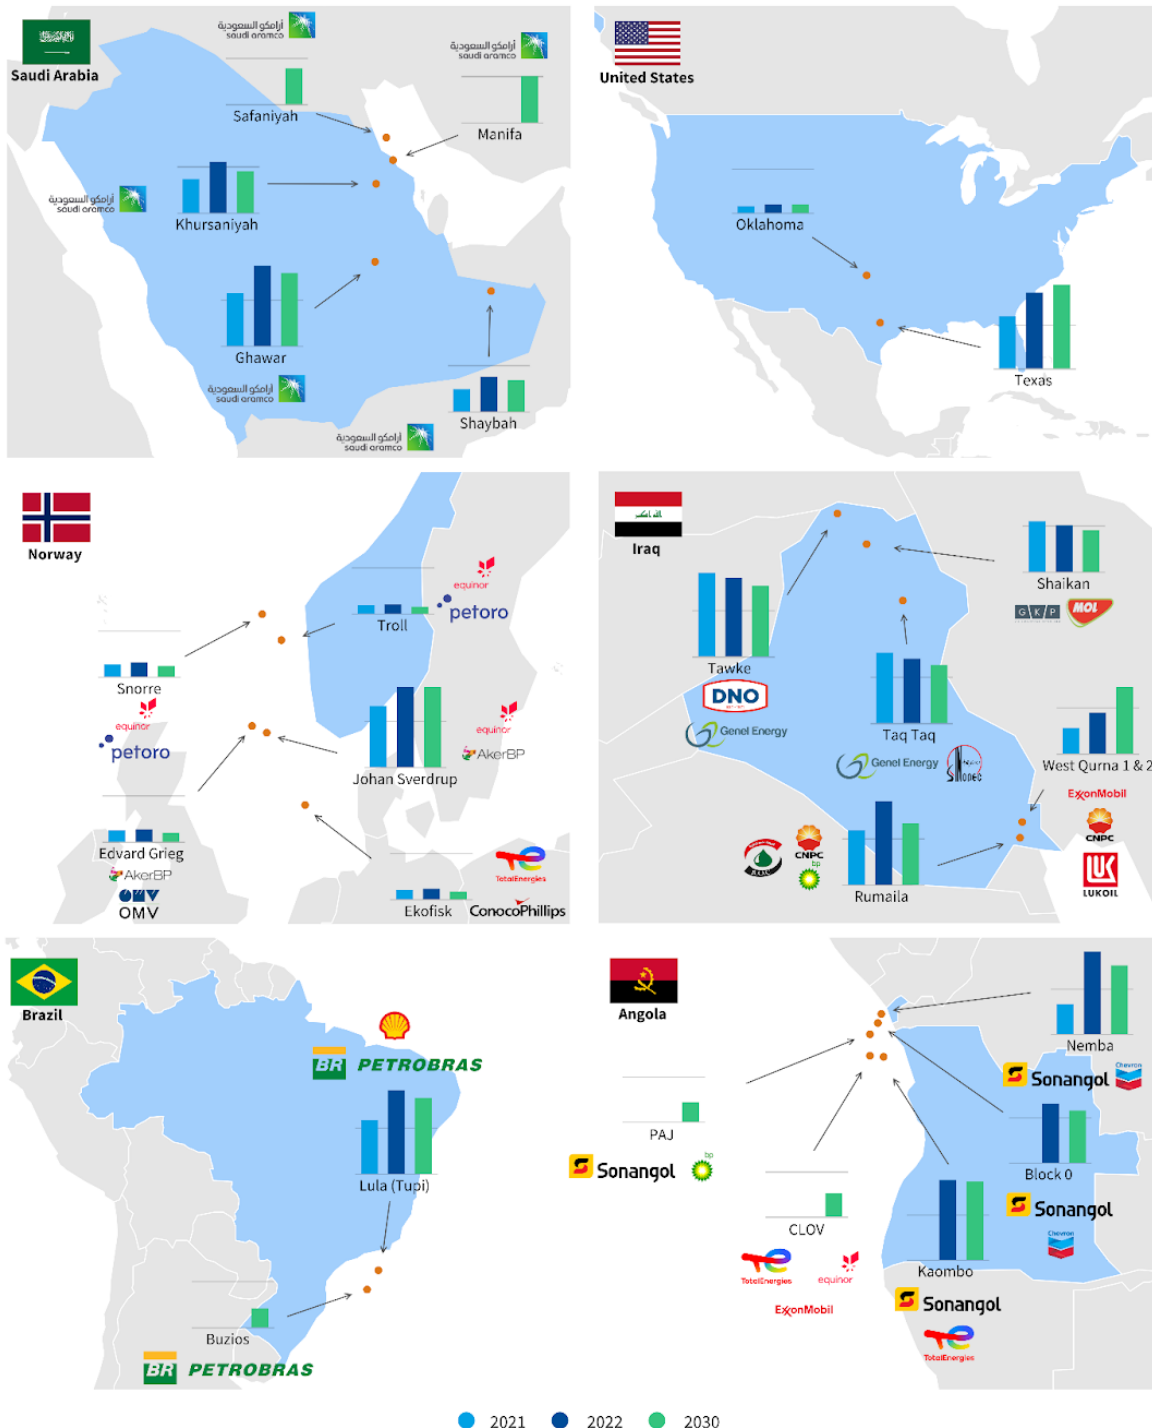 Saudi Arabia
أرامكو السعودية
saudi aramco
Safaniyah
أرامكو السعودية
saudi aramco
Manifa
أرامكو السعودية
saudi aramco
Khursaniyah
Ghawar
أرامكو السعودية
saudi aramco
Shaybah
أرامكو السعودية
saudi aramco
United States
Oklahoma
Texas
Norway
equinor
petoro
Troll
Snorre
equinor
petoro
Johan Sverdrup
equinor
AkerBP
Edvard Grieg
AkerBP
OMV
OMV
Ekofisk
TotalEnergies
ConocoPhillips
Iraq
Shaikan
GKP
MOL
Tawke
DNO
Genel Energy
Taq Taq
Genel Energy
Sinopec
West Qurna 1 & 2
ExxonMobil
CNPC
LUK
LUKOIL
CNPC
bp
Rumaila
Brazil
BR PETROBRAS
Lula (Tupi)
Buzios
BR PETROBRAS
Angola
Nemba
Sonangol
Chevron
PAJ
Sonangol
bp
Block 0
Sonangol
Chevron
CLOV
TotalEnergies
equinor
ExxonMobil
Kaombo
Sonangol
TotalEnergies
2021 2022 2030